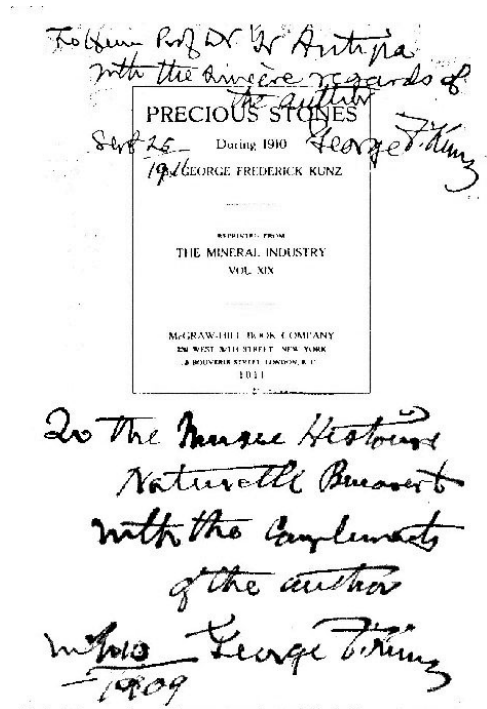 To Herrn Prof Dr Gr Antipa
with the sincere regards of
the author
George F. Kunz
Sept 25
1911
PRECIOUS STONES
During 1910
By GEORGE FREDERICK KUNZ
REPRINTED FROM
THE MINERAL INDUSTRY
VOL. XIX
McGRAW-HILL BOOK COMPANY
WEST 39TH STREET, NEW YORK
BOUVERIE STREET, LONDON, E. C.
1911
To the Musee Histoire
Naturelle Bucarest
with the Compliments
of the author
George F. Kunz
1909